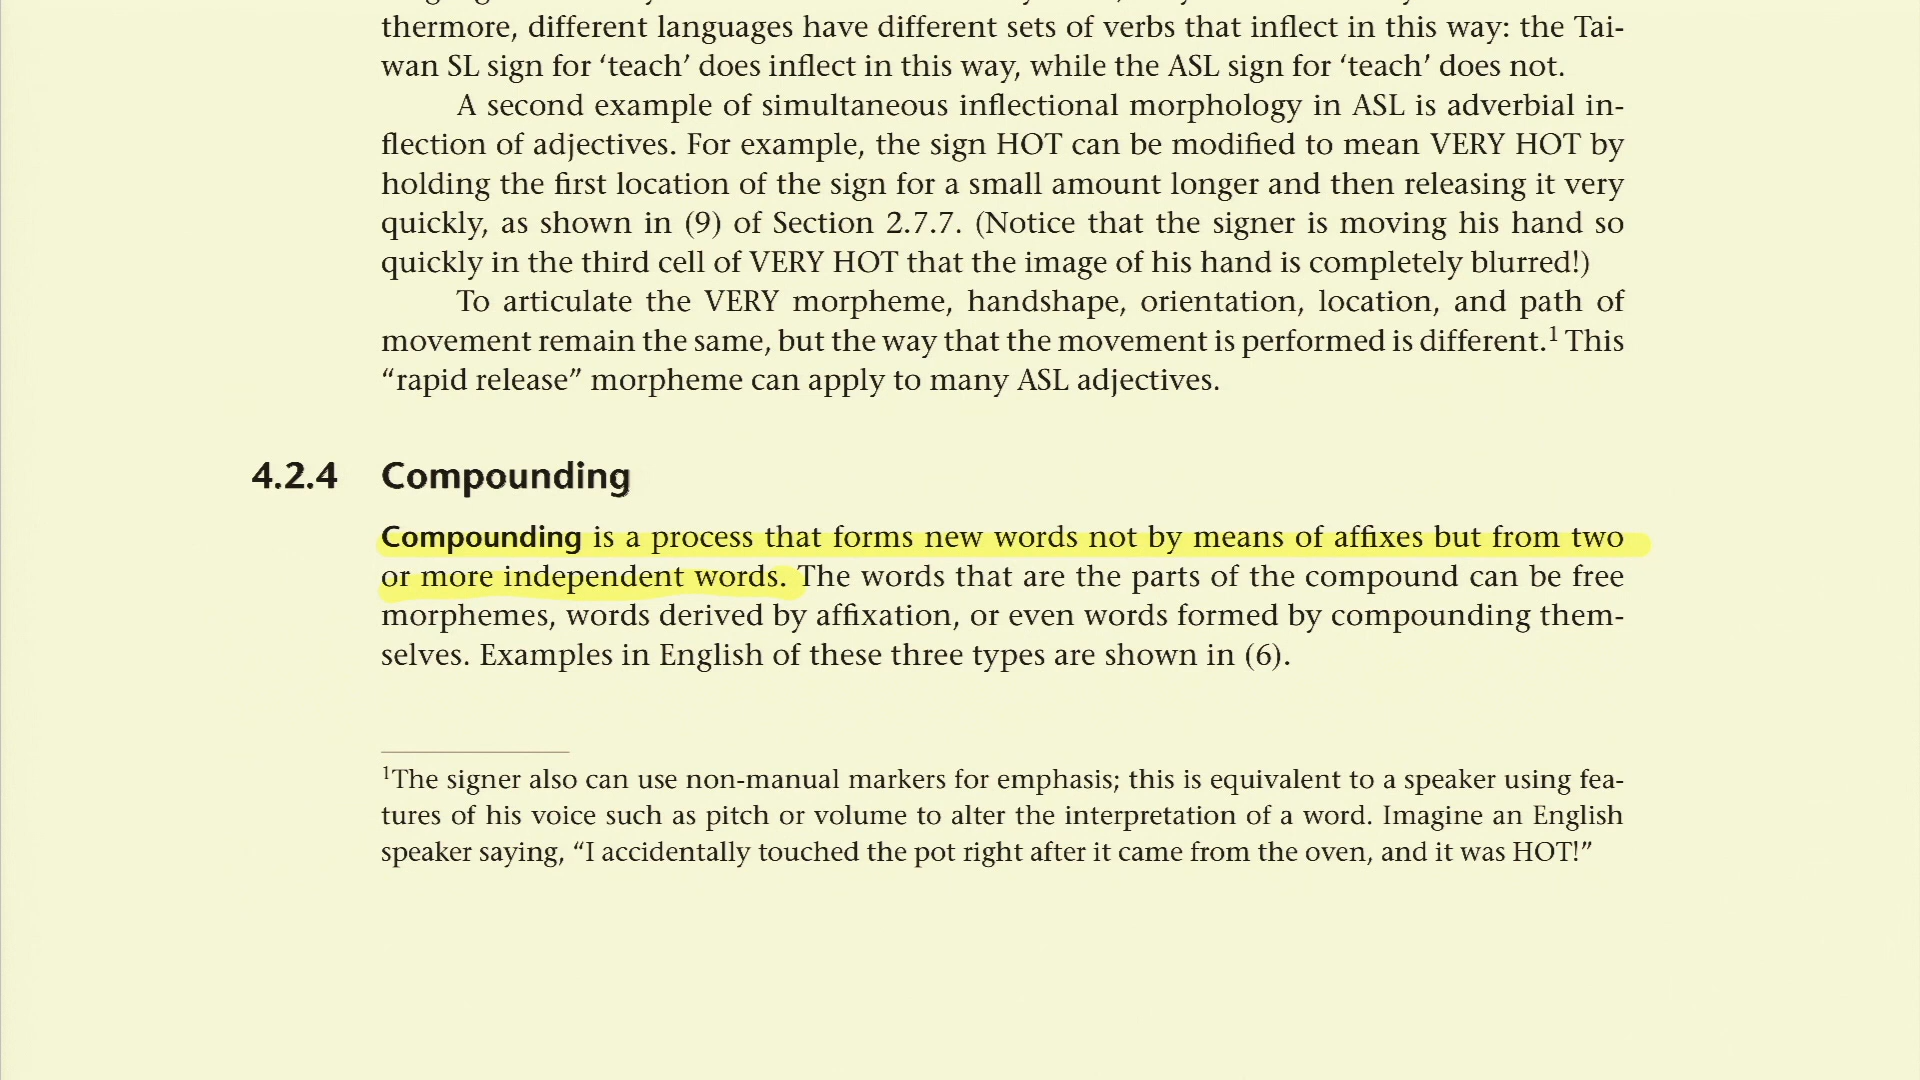 thermore, different languages have different sets of verbs that inflect in this way: the Tai-
wan SL sign for ‘teach’ does inflect in this way, while the ASL sign for ‘teach’ does not.
A second example of simultaneous inflectional morphology in ASL is adverbial in-
flection of adjectives. For example, the sign HOT can be modified to mean VERY HOT by
holding the first location of the sign for a small amount longer and then releasing it very
quickly, as shown in (9) of Section 2.7.7. (Notice that the signer is moving his hand so
quickly in the third cell of VERY HOT that the image of his hand is completely blurred!)
To articulate the VERY morpheme, handshape, orientation, location, and path of
movement remain the same, but the way that the movement is performed is different.¹ This
“rapid release” morpheme can apply to many ASL adjectives.
4.2.4 Compounding
Compounding is a process that forms new words not by means of affixes but from two
or more independent words. The words that are the parts of the compound can be free
morphemes, words derived by affixation, or even words formed by compounding them-
selves. Examples in English of these three types are shown in (6).
¹The signer also can use non-manual markers for emphasis; this is equivalent to a speaker using fea-
tures of his voice such as pitch or volume to alter the interpretation of a word. Imagine an English
speaker saying, “I accidentally touched the pot right after it came from the oven, and it was HOT!”